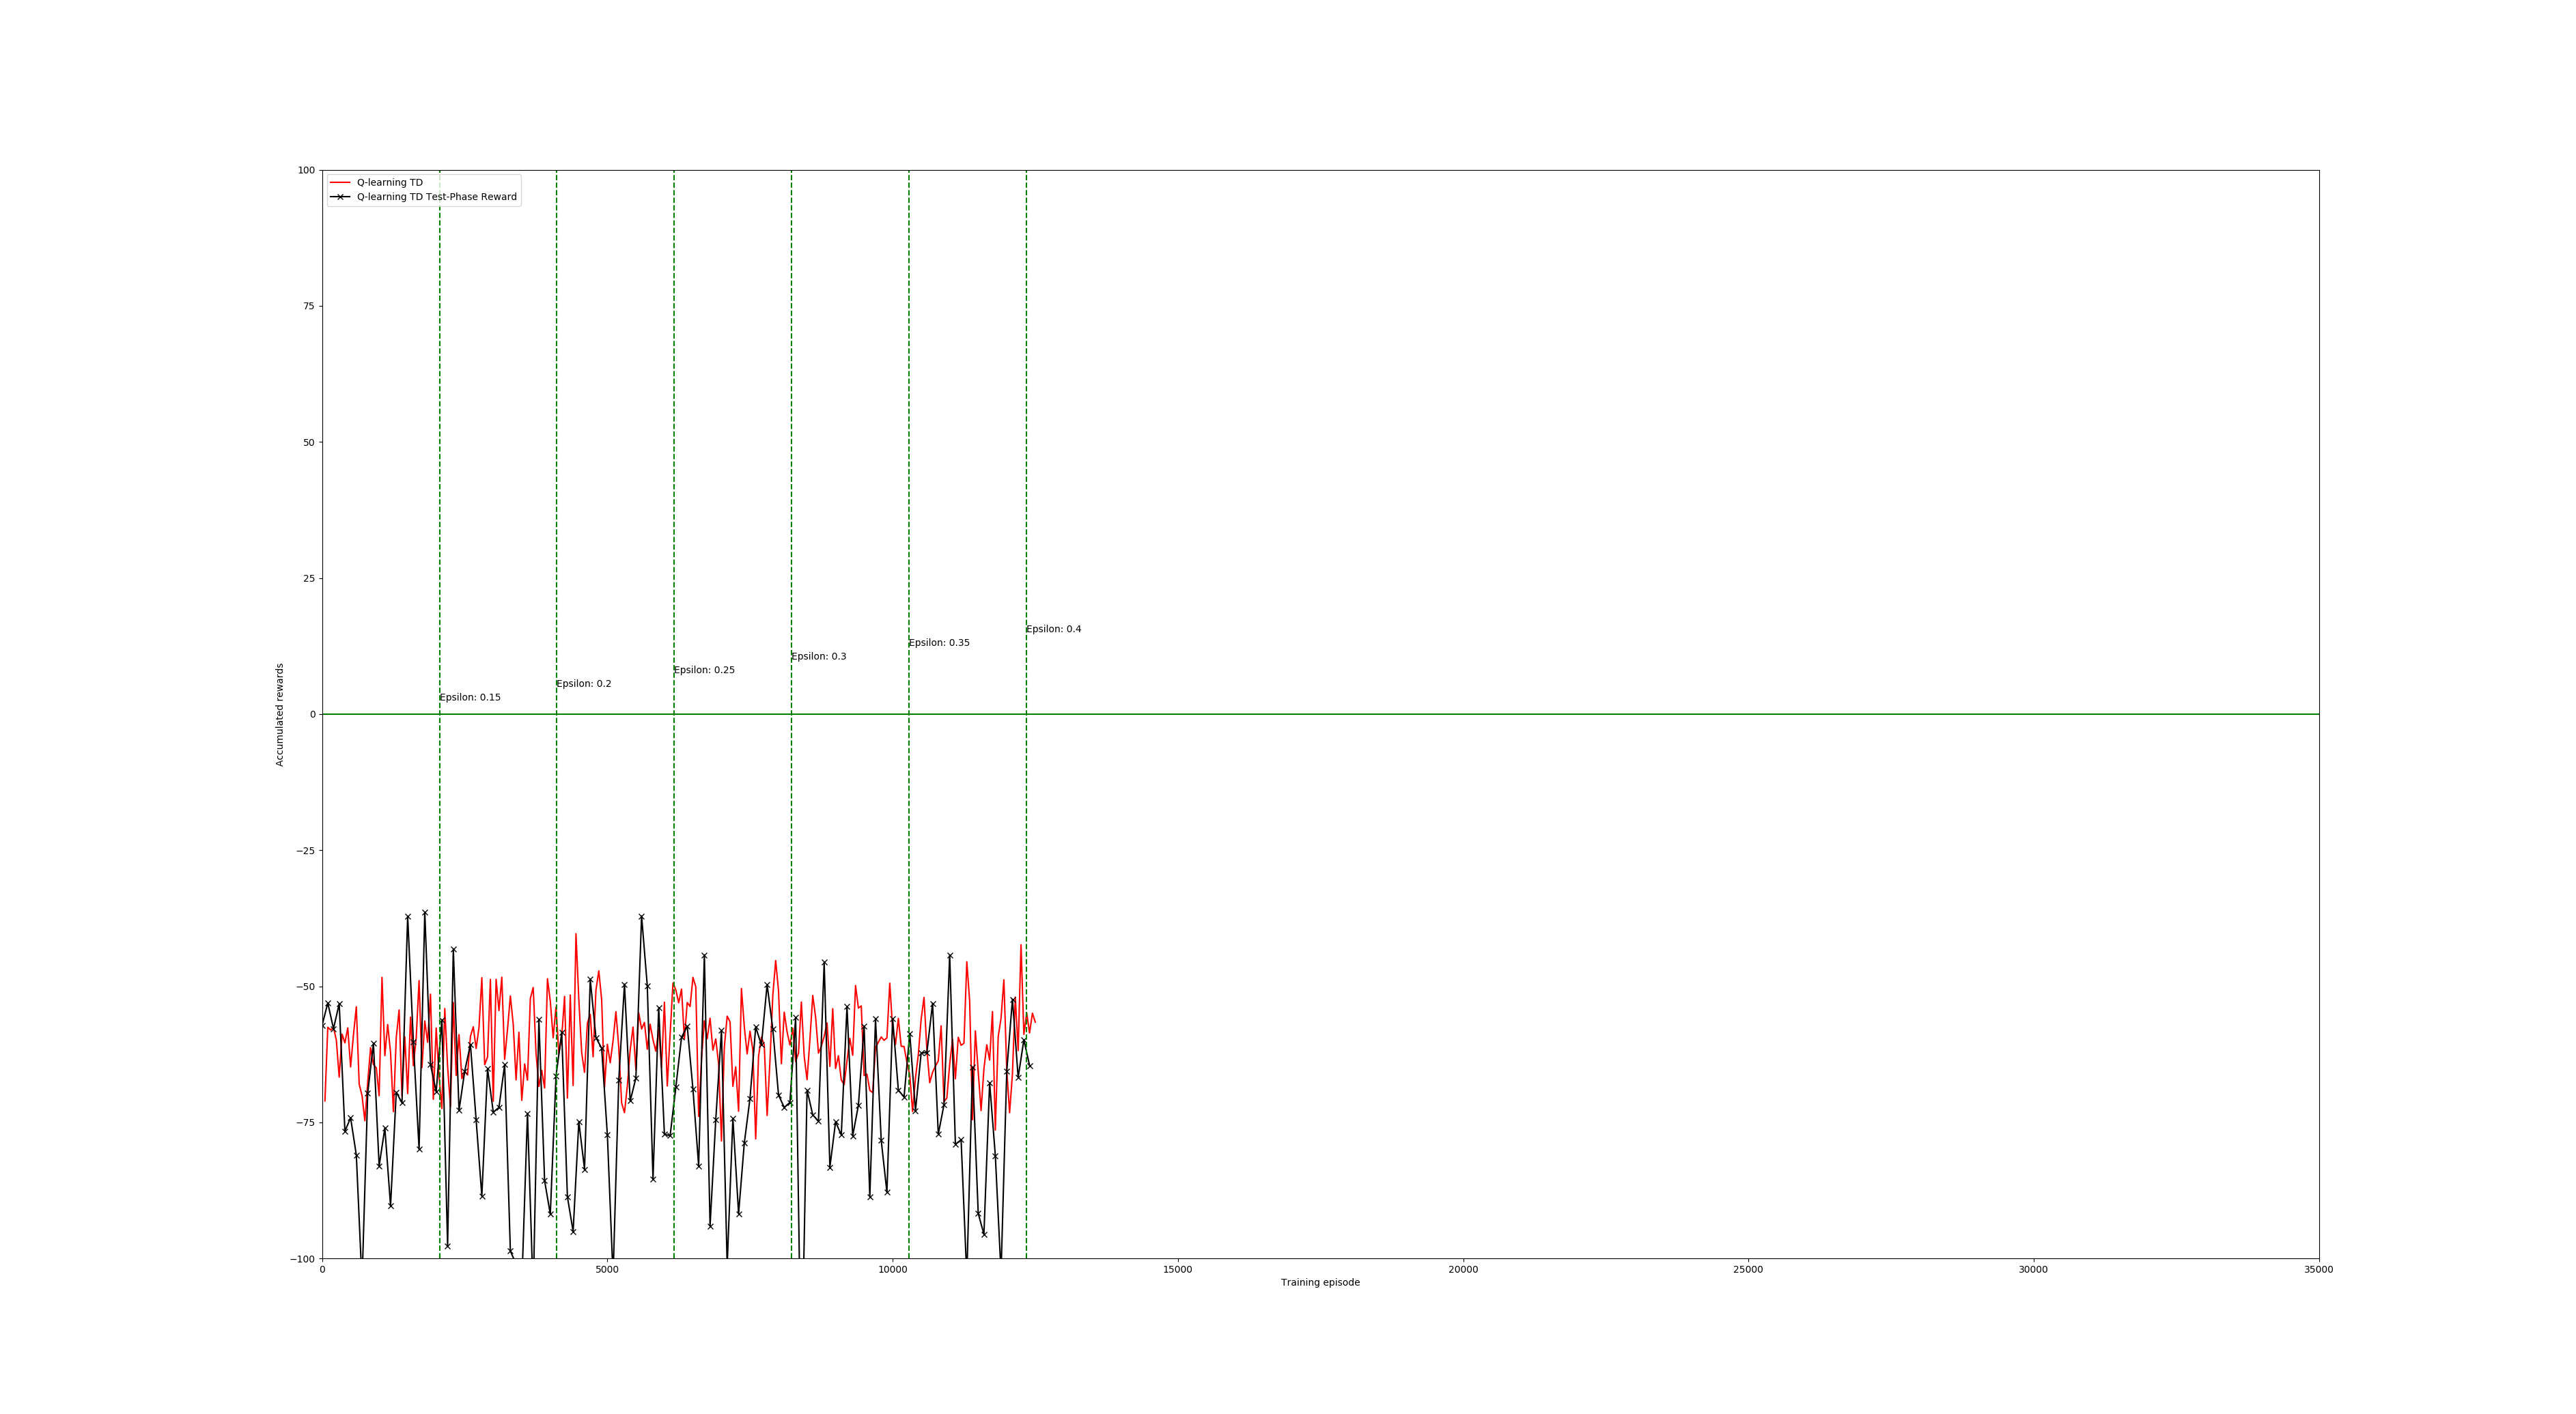 Q-learning TD
Q-learning TD Test-Phase Reward
100
75
50
25
0
−25
−50
−75
−100
Accumulated rewards
Epsilon: 0.15
Epsilon: 0.2
Epsilon: 0.25
Epsilon: 0.3
Epsilon: 0.35
Epsilon: 0.4
0
5000
10000
15000
20000
25000
30000
35000
Training episode